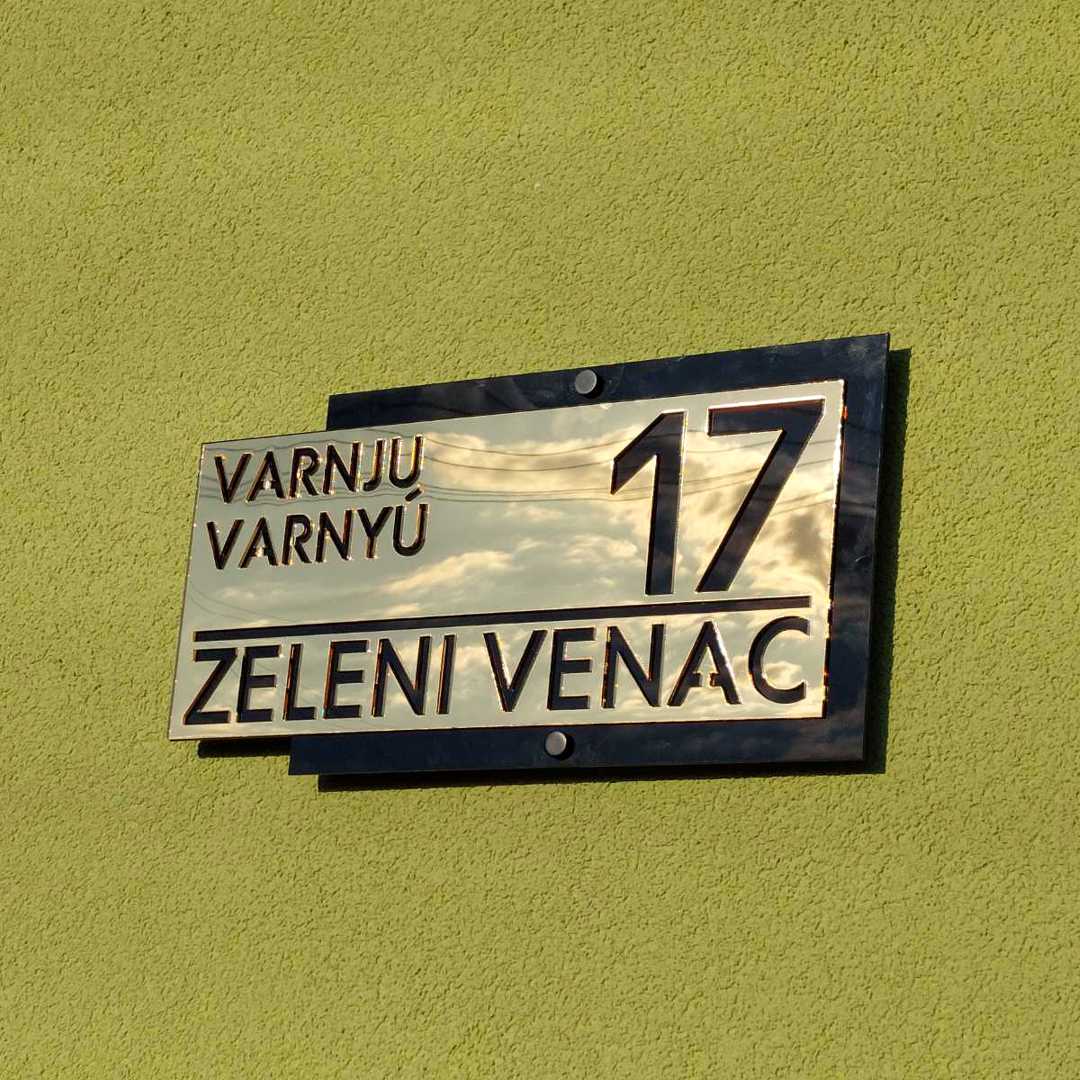 VARNJU
VARNYÚ
17
ZELENI VENAC